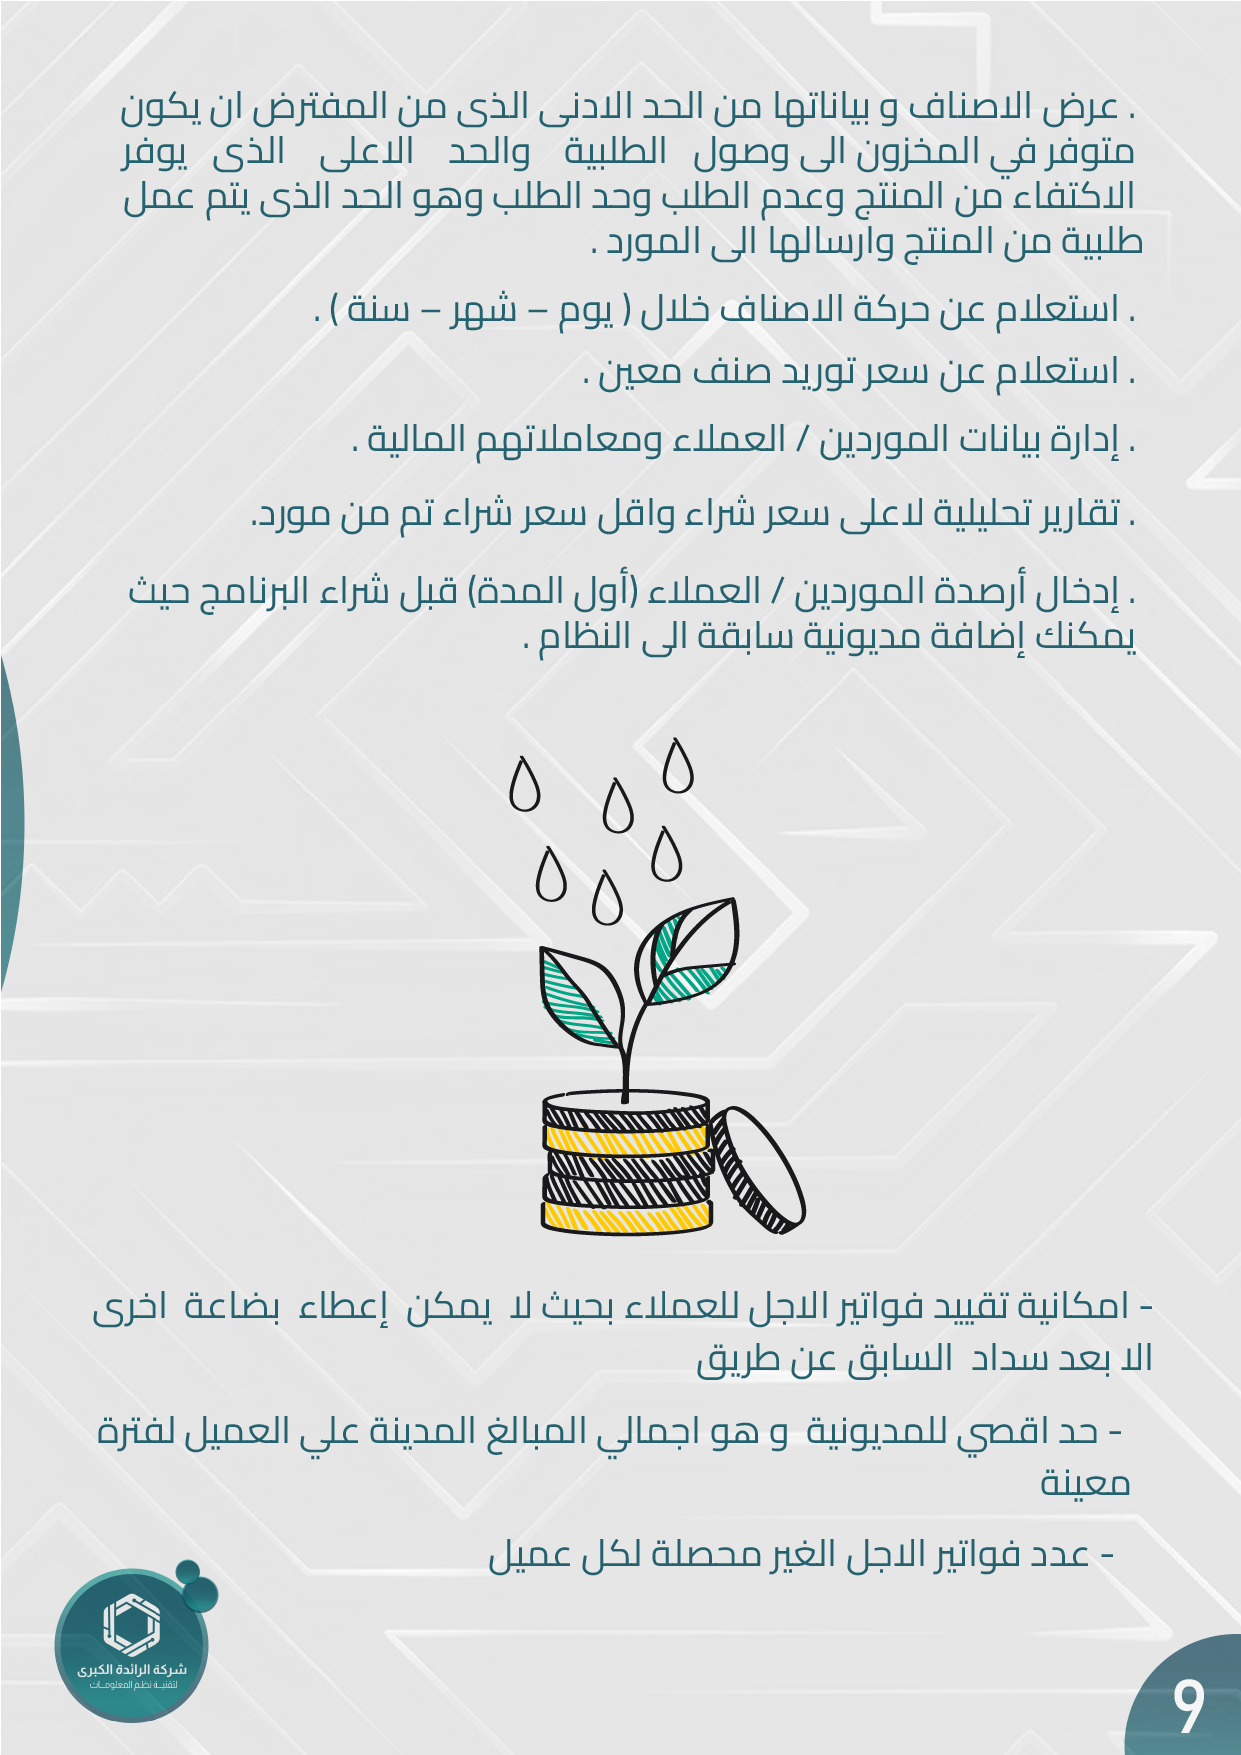 . عرض الاصناف و بياناتها من الحد الادنى الذى من المفترض ان يكون
متوفر في المخزون الى وصول الطلبية والحد الاعلى الذى يوفر
الاكتفاء من المنتج وعدم الطلب وحد الطلب وهو الحد الذى يتم عمل
طلبية من المنتج وارسالها الى المورد .
. استعلام عن حركة الاصناف خلال ( يوم – شهر – سنة ) .
. استعلام عن سعر توريد صنف معين .
. إدارة بيانات الموردين / العملاء ومعاملاتهم المالية .
. تقارير تحليلية لاعلى سعر شراء واقل سعر شراء تم من مورد.
. إدخال أرصدة الموردين / العملاء (أول المدة) قبل شراء البرنامج حيث
يمكنك إضافة مديونية سابقة الى النظام .
- امكانية تقييد فواتير الاجل للعملاء بحيث لا يمكن إعطاء بضاعة اخرى
الا بعد سداد السابق عن طريق
- حد اقصي للمديونية و هو اجمالي المبالغ المدينة علي العميل لفترة
معينة
- عدد فواتير الاجل الغير محصلة لكل عميل
شركة الرائدة الكبرى
لتقنيـة نظم المعلومـات
9